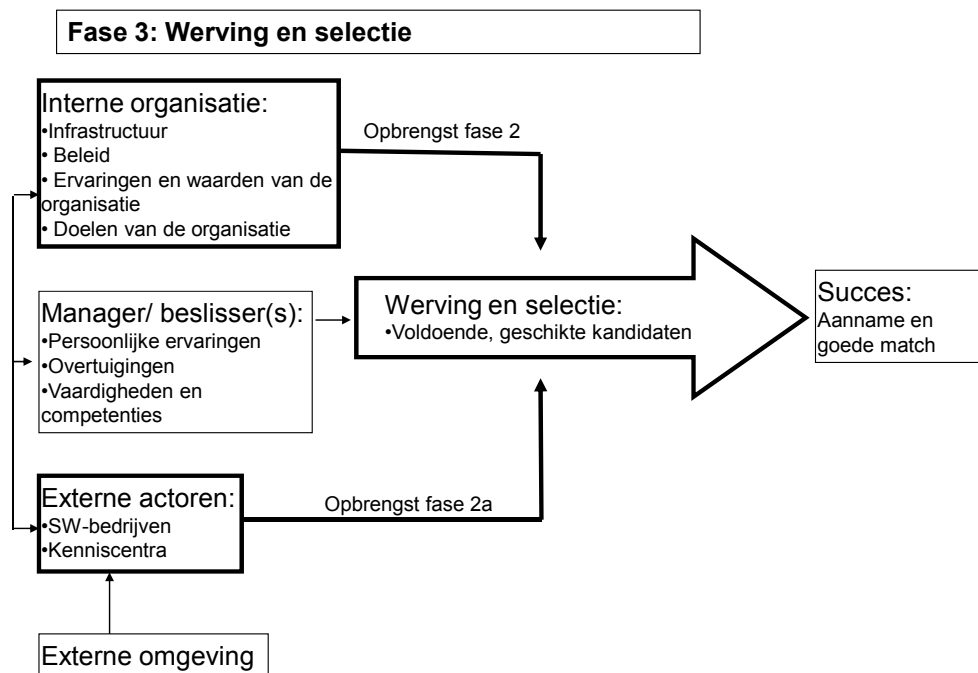 Fase 3: Werving en selectie
Interne organisatie:
•Infrastructuur
• Beleid
• Ervaringen en waarden van de
organisatie
• Doelen van de organisatie
Opbrengst fase 2
Manager/ beslisser(s):
•Persoonlijke ervaringen
•Overtuigingen
•Vaardigheden en
competenties
Werving en selectie:
•Voldoende, geschikte kandidaten
Succes:
Aanname en
goede match
Externe actoren:
•SW-bedrijven
•Kenniscentra
Opbrengst fase 2a
Externe omgeving